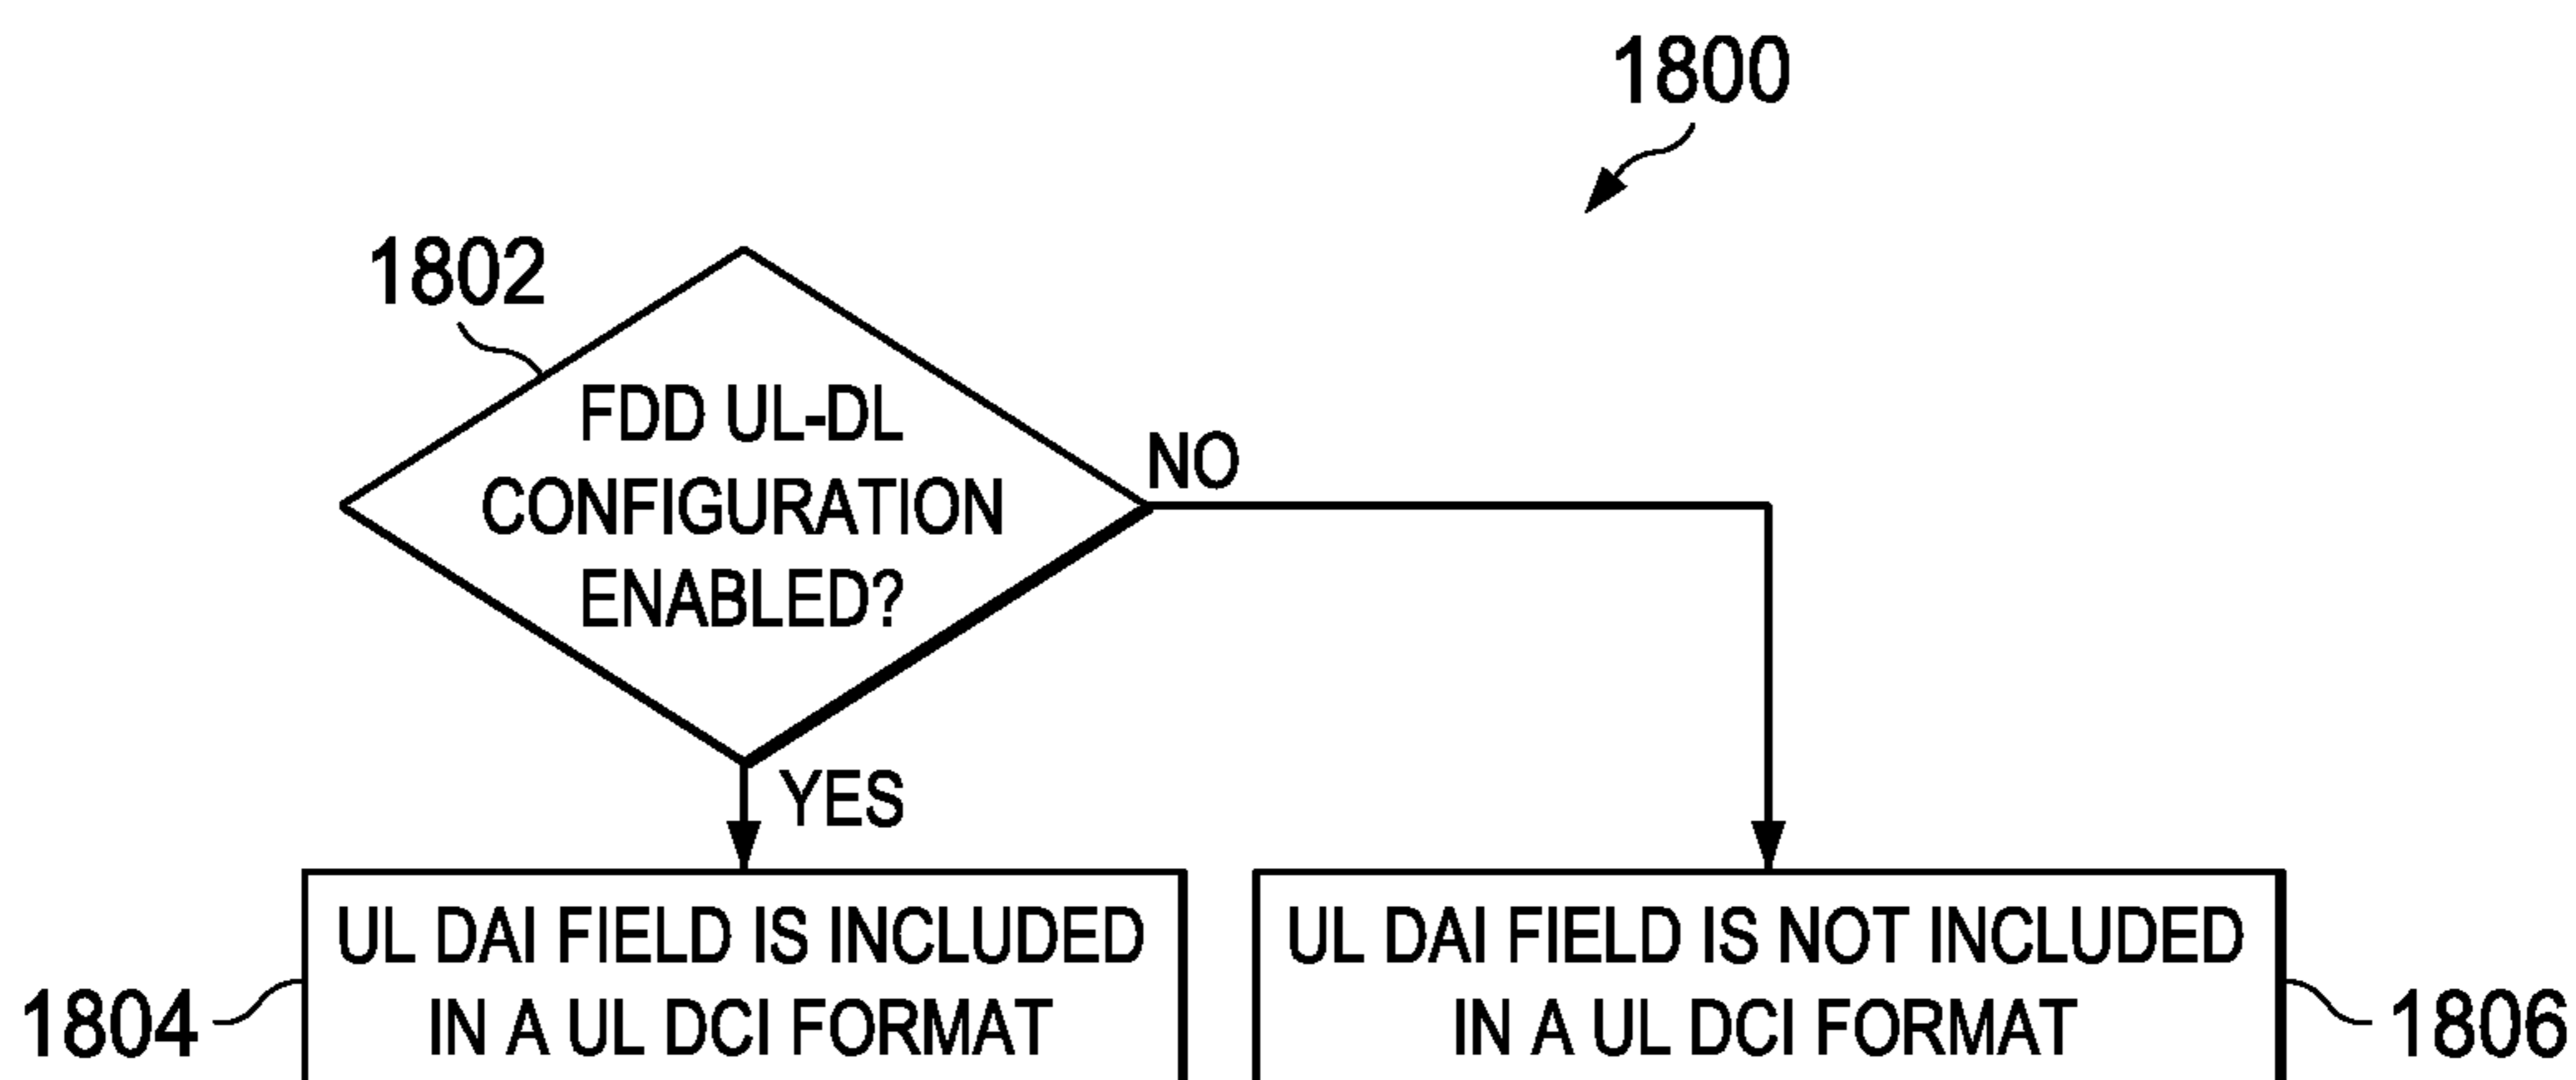 1800
1802
FDD UL-DL
CONFIGURATION
ENABLED?
NO
YES
UL DAI FIELD IS INCLUDED
IN A UL DCI FORMAT
1804
UL DAI FIELD IS NOT INCLUDED
IN A UL DCI FORMAT
1806